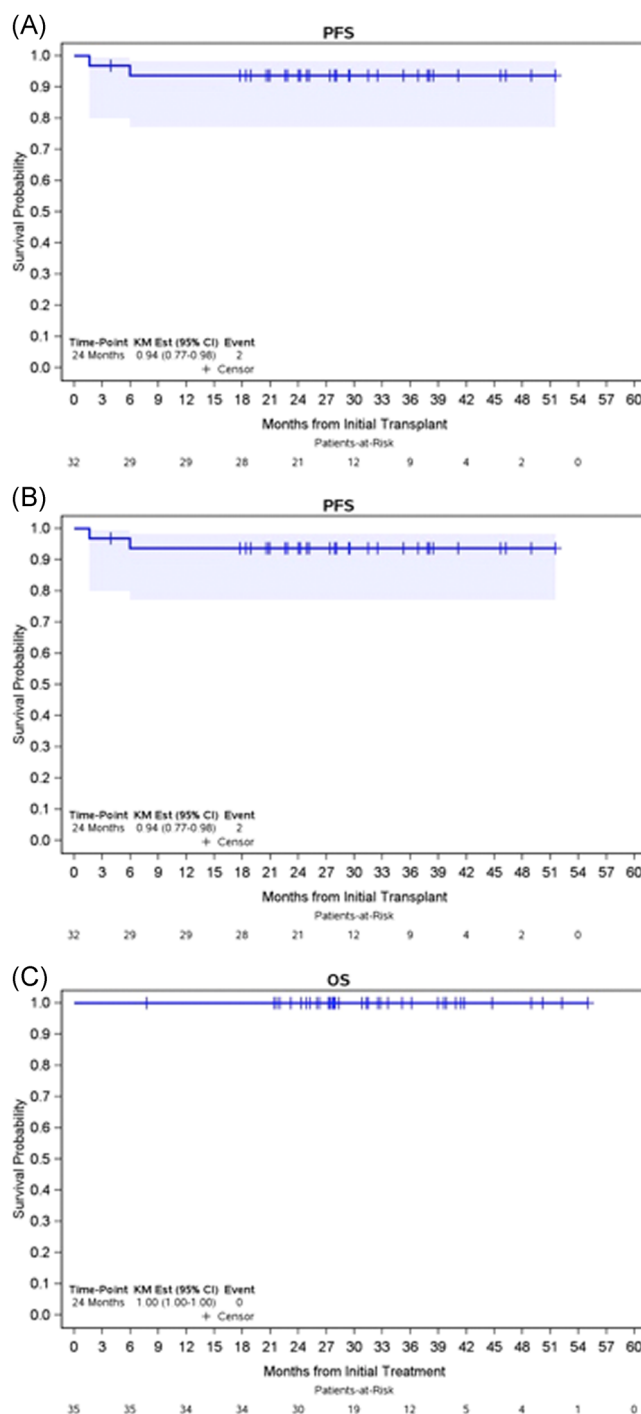 (A)
PFS
1.0
0.9
0.8
0.7
0.6
0.5
0.4
0.3
0.2
0.1
0.0
Survival Probability
Time-Point KM Est (95% CI) Event
24 Months 0.94 (0.77-0.98) 2
+ Censor
0 3 6 9 12 15 18 21 24 27 30 33 36 39 42 45 48 51 54 57 60
Months from Initial Transplant
Patients-at-Risk
32 29 29 28 21 12 9 4 2 0
(B)
PFS
1.0
0.9
0.8
0.7
0.6
0.5
0.4
0.3
0.2
0.1
0.0
Survival Probability
Time-Point KM Est (95% CI) Event
24 Months 0.94 (0.77-0.98) 2
+ Censor
0 3 6 9 12 15 18 21 24 27 30 33 36 39 42 45 48 51 54 57 60
Months from Initial Transplant
Patients-at-Risk
32 29 29 28 21 12 9 4 2 0
(C)
OS
1.0
0.9
0.8
0.7
0.6
0.5
0.4
0.3
0.2
0.1
0.0
Survival Probability
Time-Point KM Est (95% CI) Event
24 Months 1.00 (1.00-1.00) 0
+ Censor
0 3 6 9 12 15 18 21 24 27 30 33 36 39 42 45 48 51 54 57 60
Months from Initial Treatment
Patients-at-Risk
35 35 34 34 30 19 12 5 4 1 0